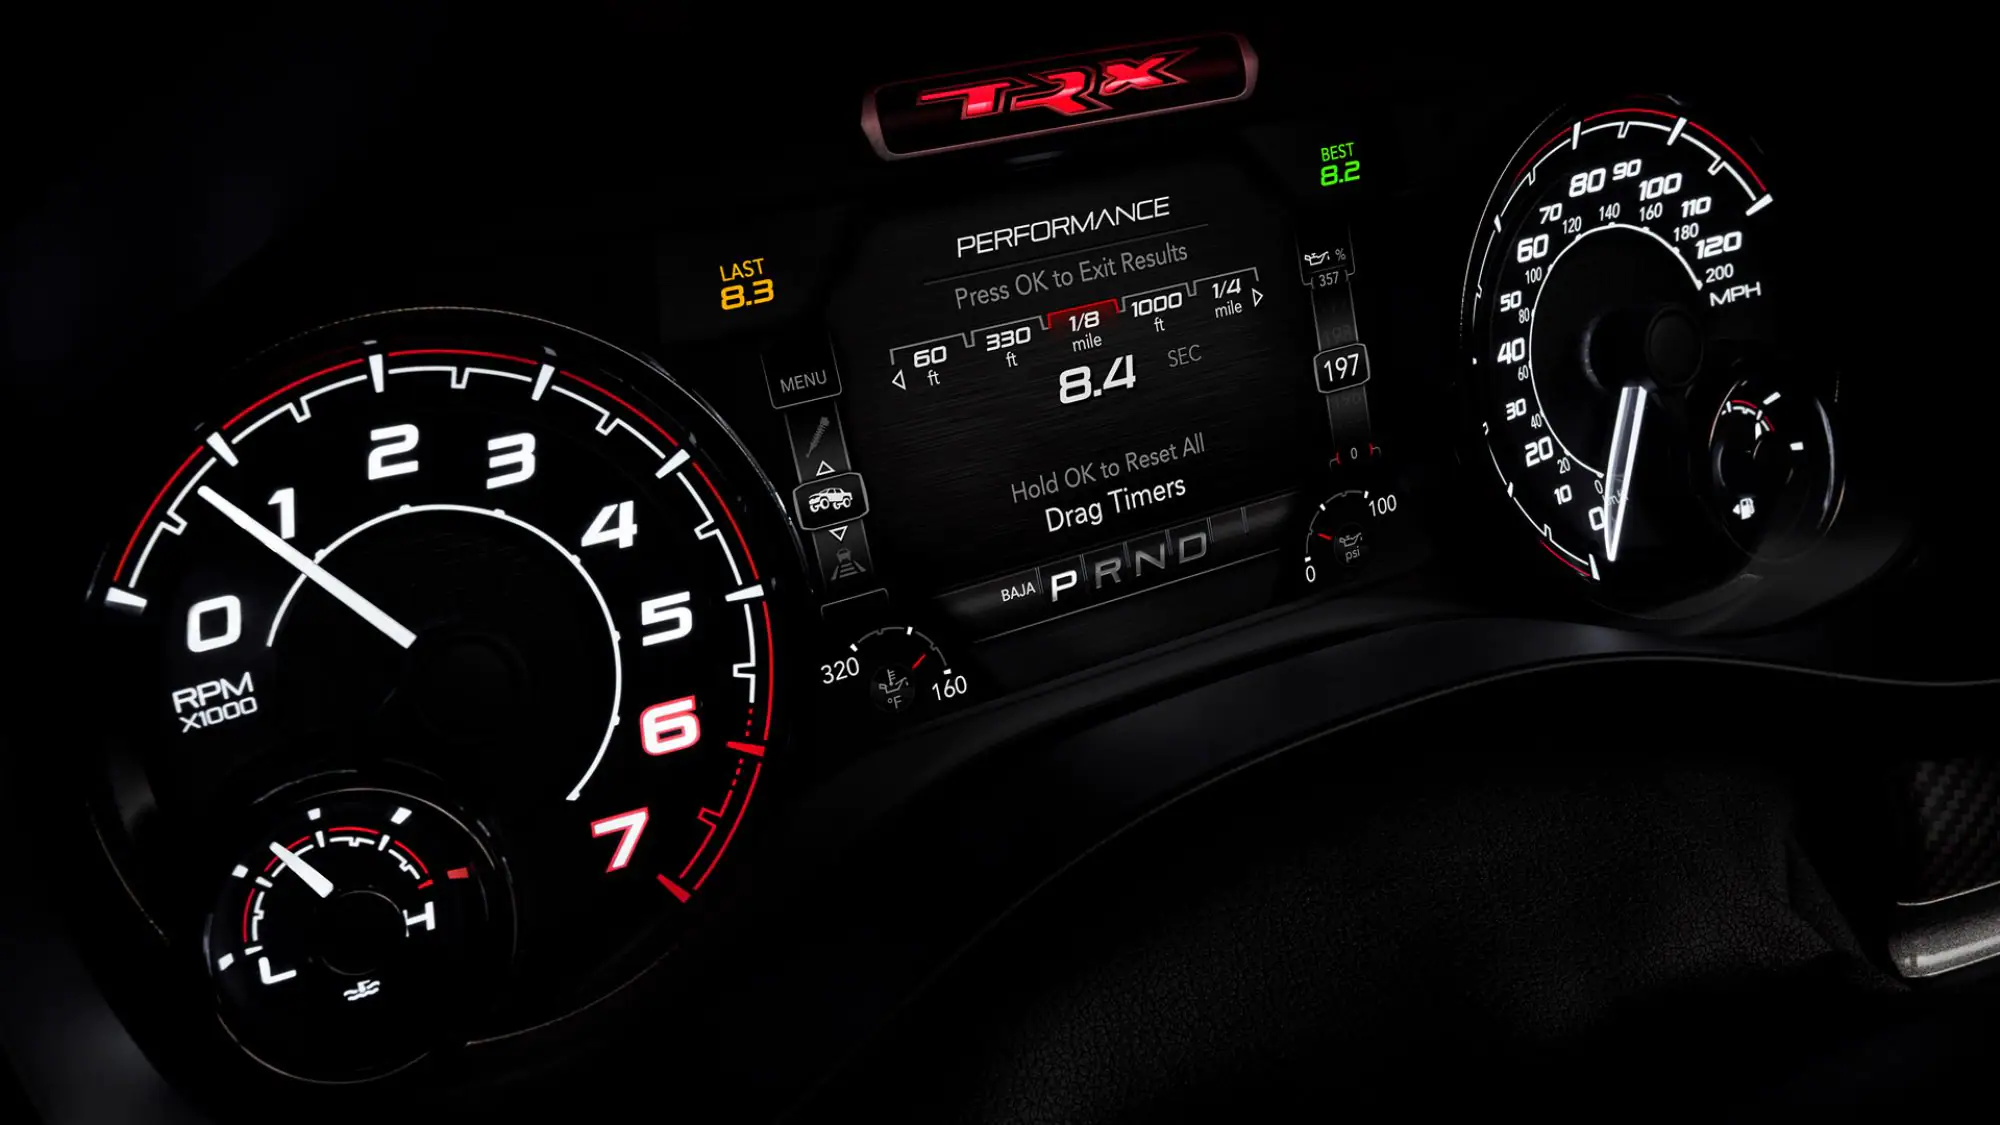 TRX
BEST
8.2
LAST
8.3
PERFORMANCE
Press OK to Exit Results
60 ft
330 ft
1/8 mile
1000 ft
1/4 mile
8.4 SEC
Hold OK to Reset All
Drag Timers
BAJA P R N D
MENU
%
357
197
0
320
160
°F
0
100
psi
0
1
2
3
4
5
6
7
RPM
X1000
L
H
0
10
20
30
40
50
60
70
80
90
100
110
120
MPH
0
20
40
60
80
100
120
140
160
180
200